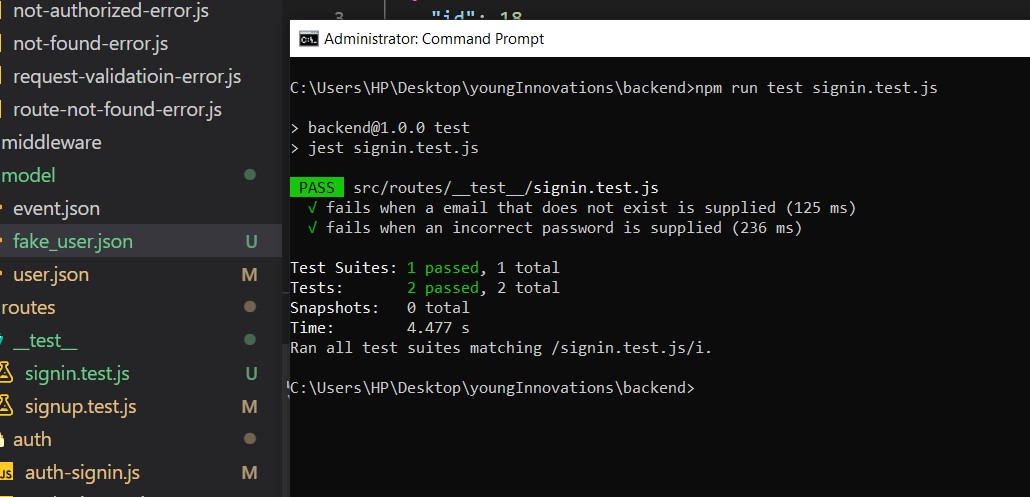 not-authorized-error.js
not-found-error.js
request-validatioin-error.js
route-not-found-error.js
middleware
model
event.json
fake_user.json U
user.json M
routes
__test__
signin.test.js U
signup.test.js M
auth
JS auth-signin.js M
3 "id": 18
Administrator: Command Prompt
C:\Users\HP\Desktop\youngInnovations\backend>npm run test signin.test.js
> backend@1.0.0 test
> jest signin.test.js
PASS src/routes/__test__/signin.test.js
√ fails when a email that does not exist is supplied (125 ms)
√ fails when an incorrect password is supplied (236 ms)
Test Suites: 1 passed, 1 total
Tests: 2 passed, 2 total
Snapshots: 0 total
Time: 4.477 s
Ran all test suites matching /signin.test.js/i.
C:\Users\HP\Desktop\youngInnovations\backend>